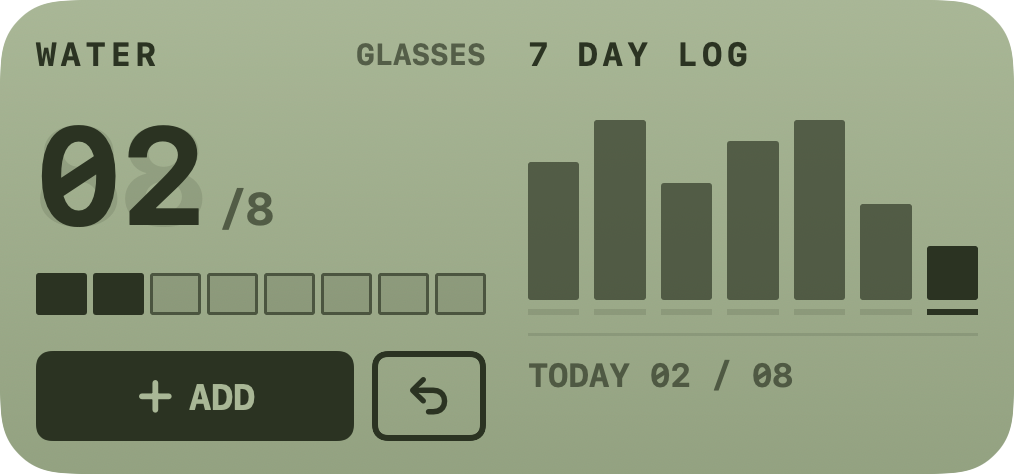 WATER
GLASSES
02 /8
+ ADD
7 DAY LOG
TODAY 02 / 08